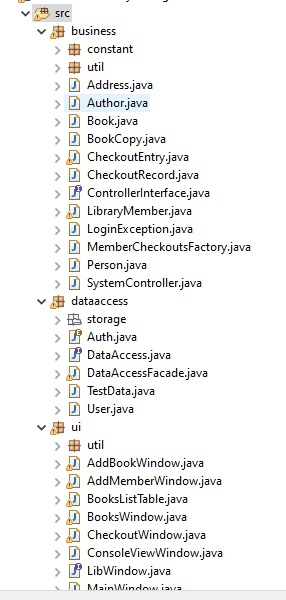 src
business
constant
util
Address.java
Author.java
Book.java
BookCopy.java
CheckoutEntry.java
CheckoutRecord.java
ControllerInterface.java
LibraryMember.java
LoginException.java
MemberCheckoutsFactory.java
Person.java
SystemController.java
dataaccess
storage
Auth.java
DataAccess.java
DataAccessFacade.java
TestData.java
User.java
ui
util
AddBookWindow.java
AddMemberWindow.java
BooksListTable.java
BooksWindow.java
CheckoutWindow.java
ConsoleViewWindow.java
LibWindow.java
MainWindow.java